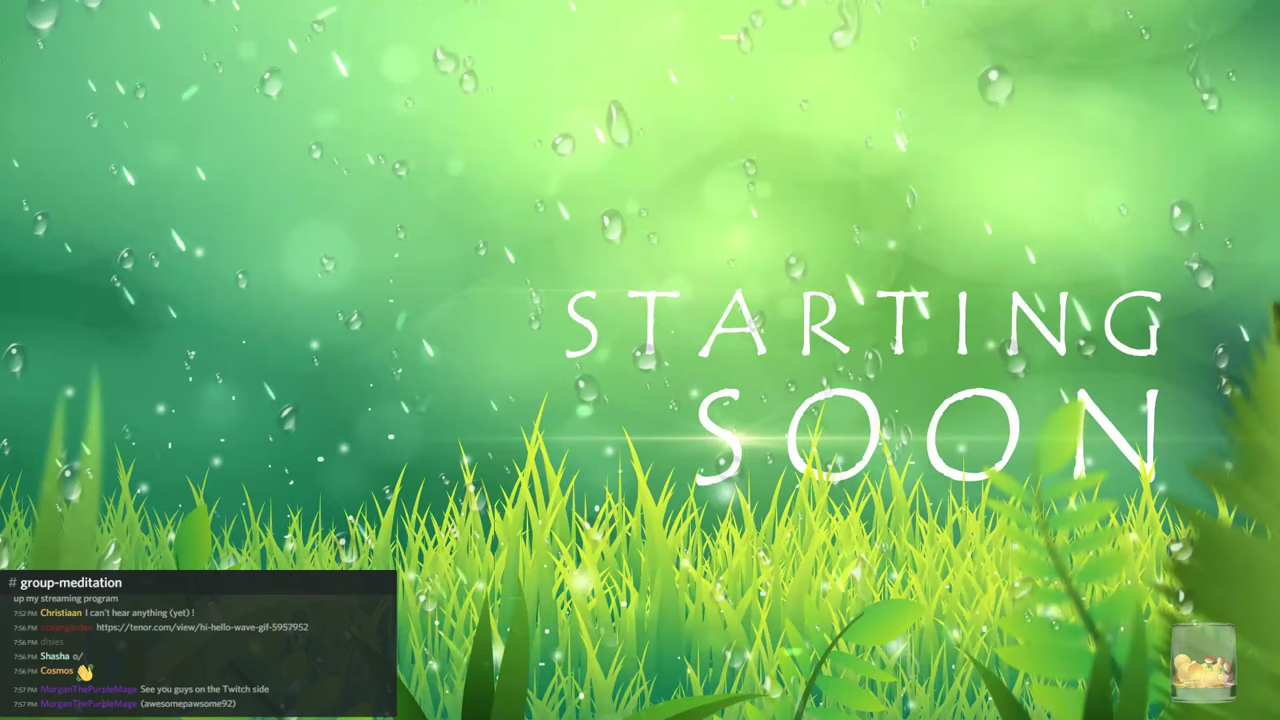 STARTING
SOON
# group-meditation
up my streaming program
7:52 PM Christiaan I can't hear anything (yet) !
7:56 PM oceangarden https://tenor.com/view/hi-hello-wave-gif-5957952
7:56 PM disies
7:56 PM Shasha o/
7:56 PM Cosmos 👋
7:57 PM MorganThePurpleMage See you guys on the Twitch side
7:57 PM MorganThePurpleMage (awesomepawsome92)